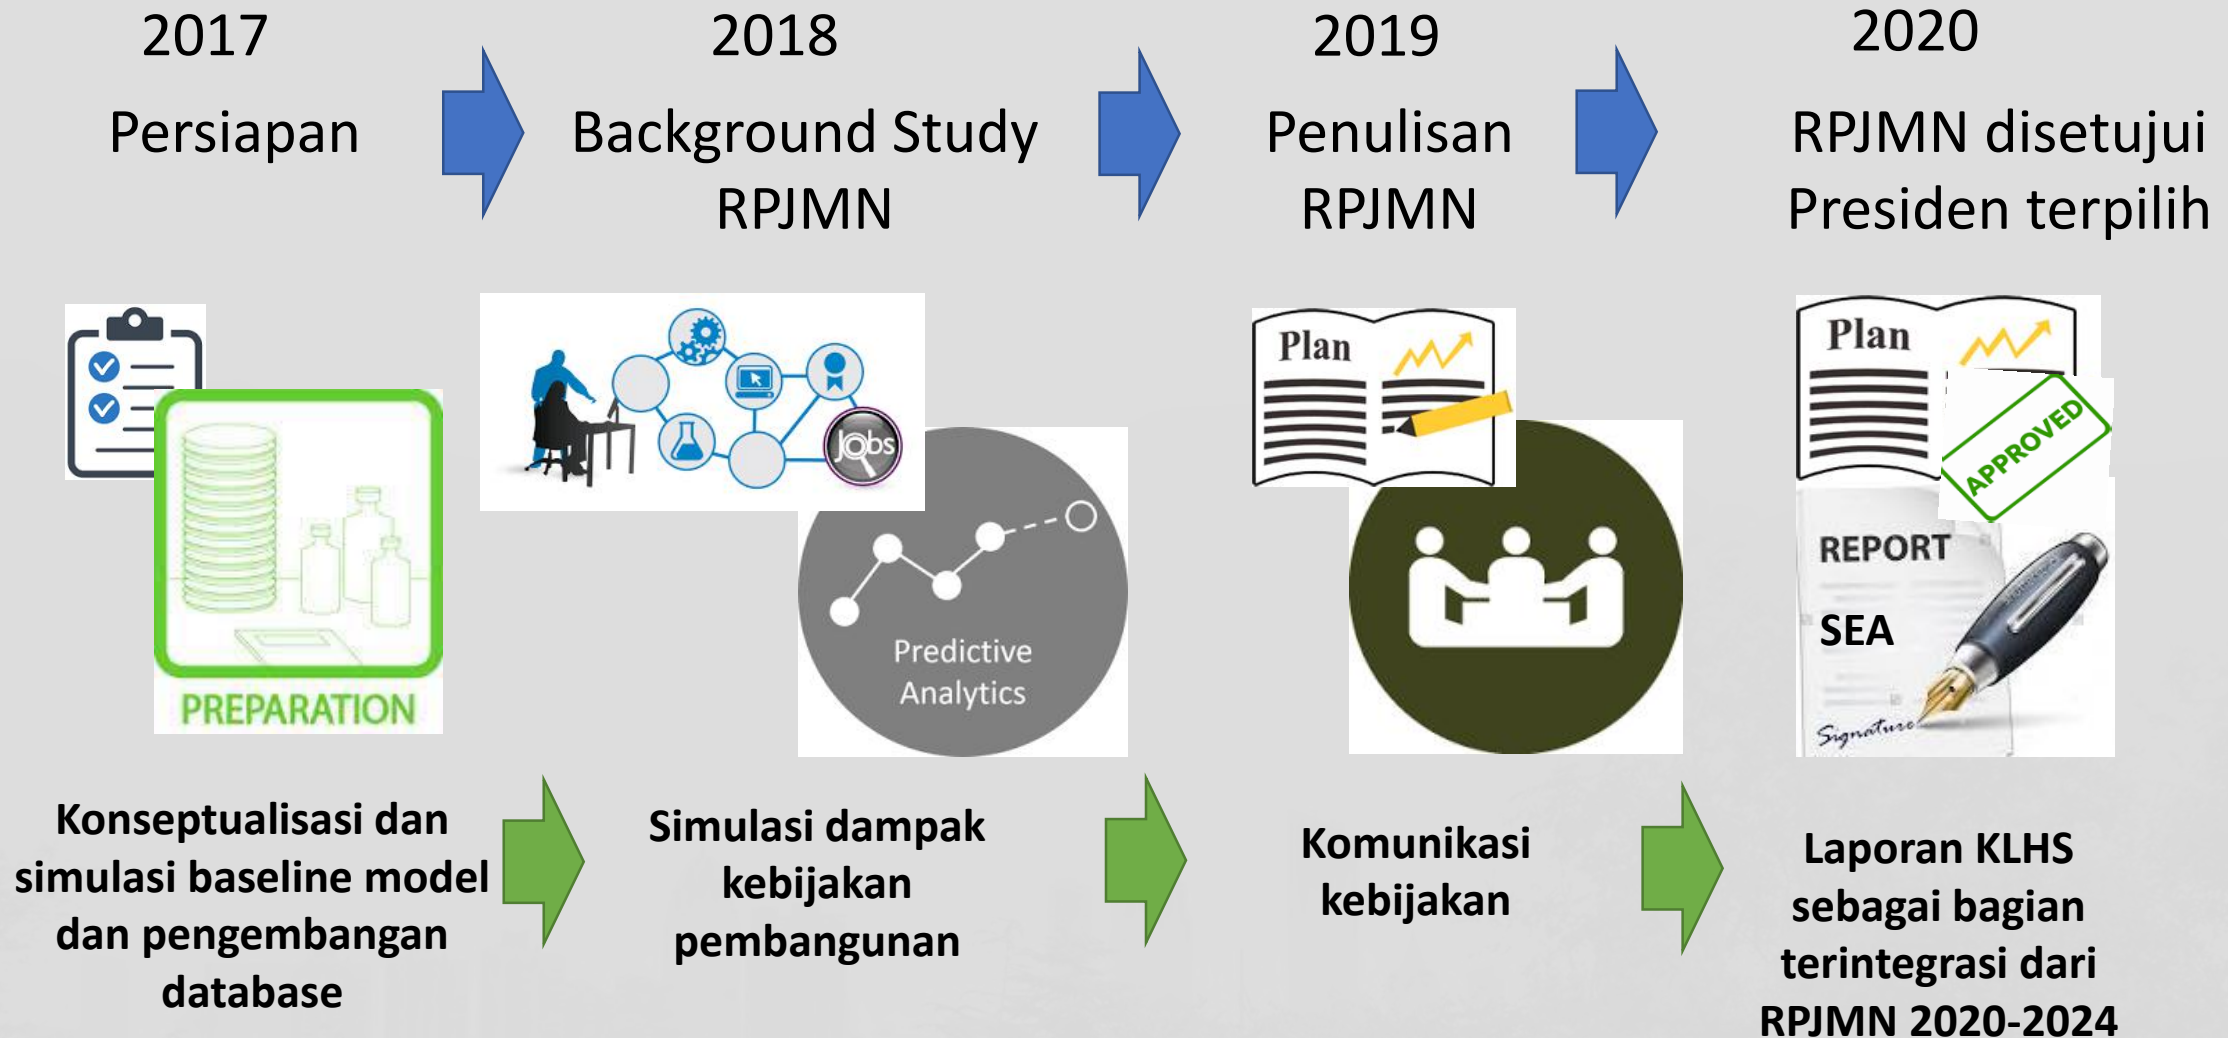 2017
Persiapan
2018
Background Study
RPJMN
2019
Penulisan
RPJMN
2020
RPJMN disetujui
Presiden terpilih
PREPARATION
Jobs
Predictive
Analytics
Plan
Plan
APPROVED
REPORT
SEA
Signature
Konseptualisasi dan
simulasi baseline model
dan pengembangan
database
Simulasi dampak
kebijakan
pembangunan
Komunikasi
kebijakan
Laporan KLHS
sebagai bagian
terintegrasi dari
RPJMN 2020-2024